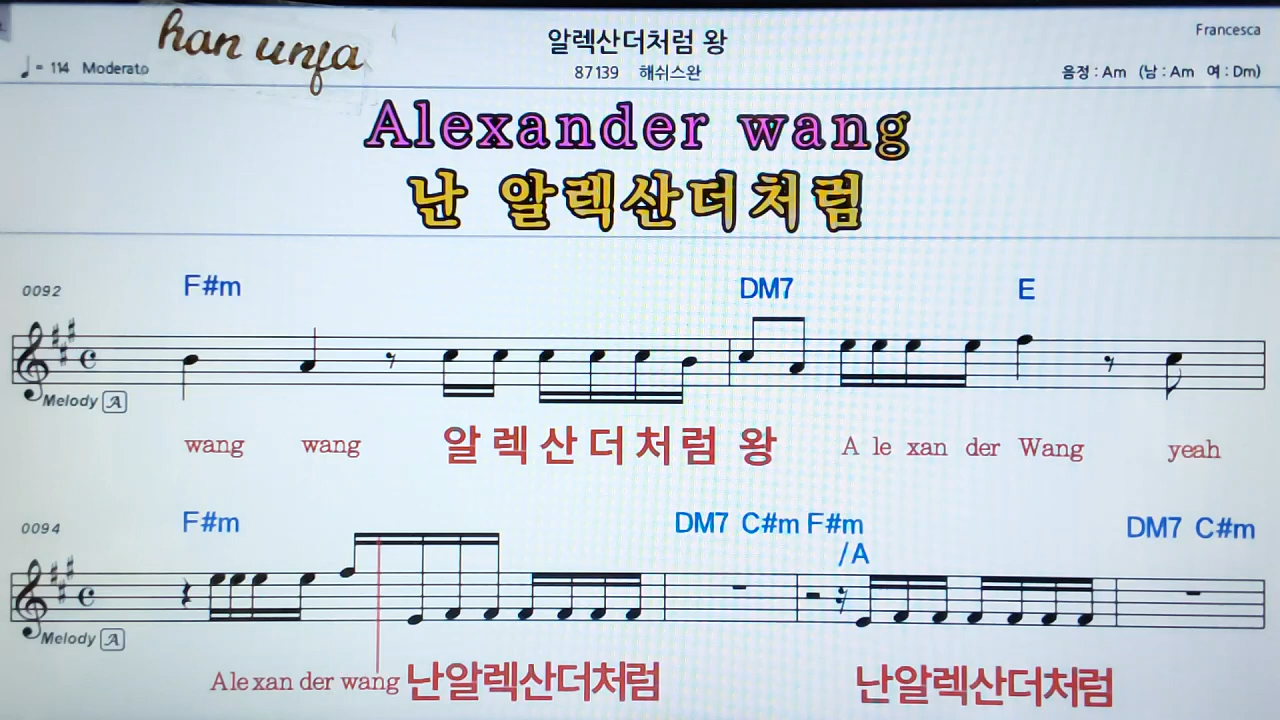 han unfa
알렉산더처럼 왕
Francesca
♩= 114 Moderato
87139 해쉬스완
음정 : Am (남 : Am 여 : Dm)
Alexander wang
난 알렉산더처럼
0092 F#m DM7 E
Melody A
wang wang 알 렉 산 더 처 럼 왕 A le xan der Wang yeah
0094 F#m DM7 C#m F#m DM7 C#m
/A
Melody A
Ale xan der wang 난알렉산더처럼 난알렉산더처럼